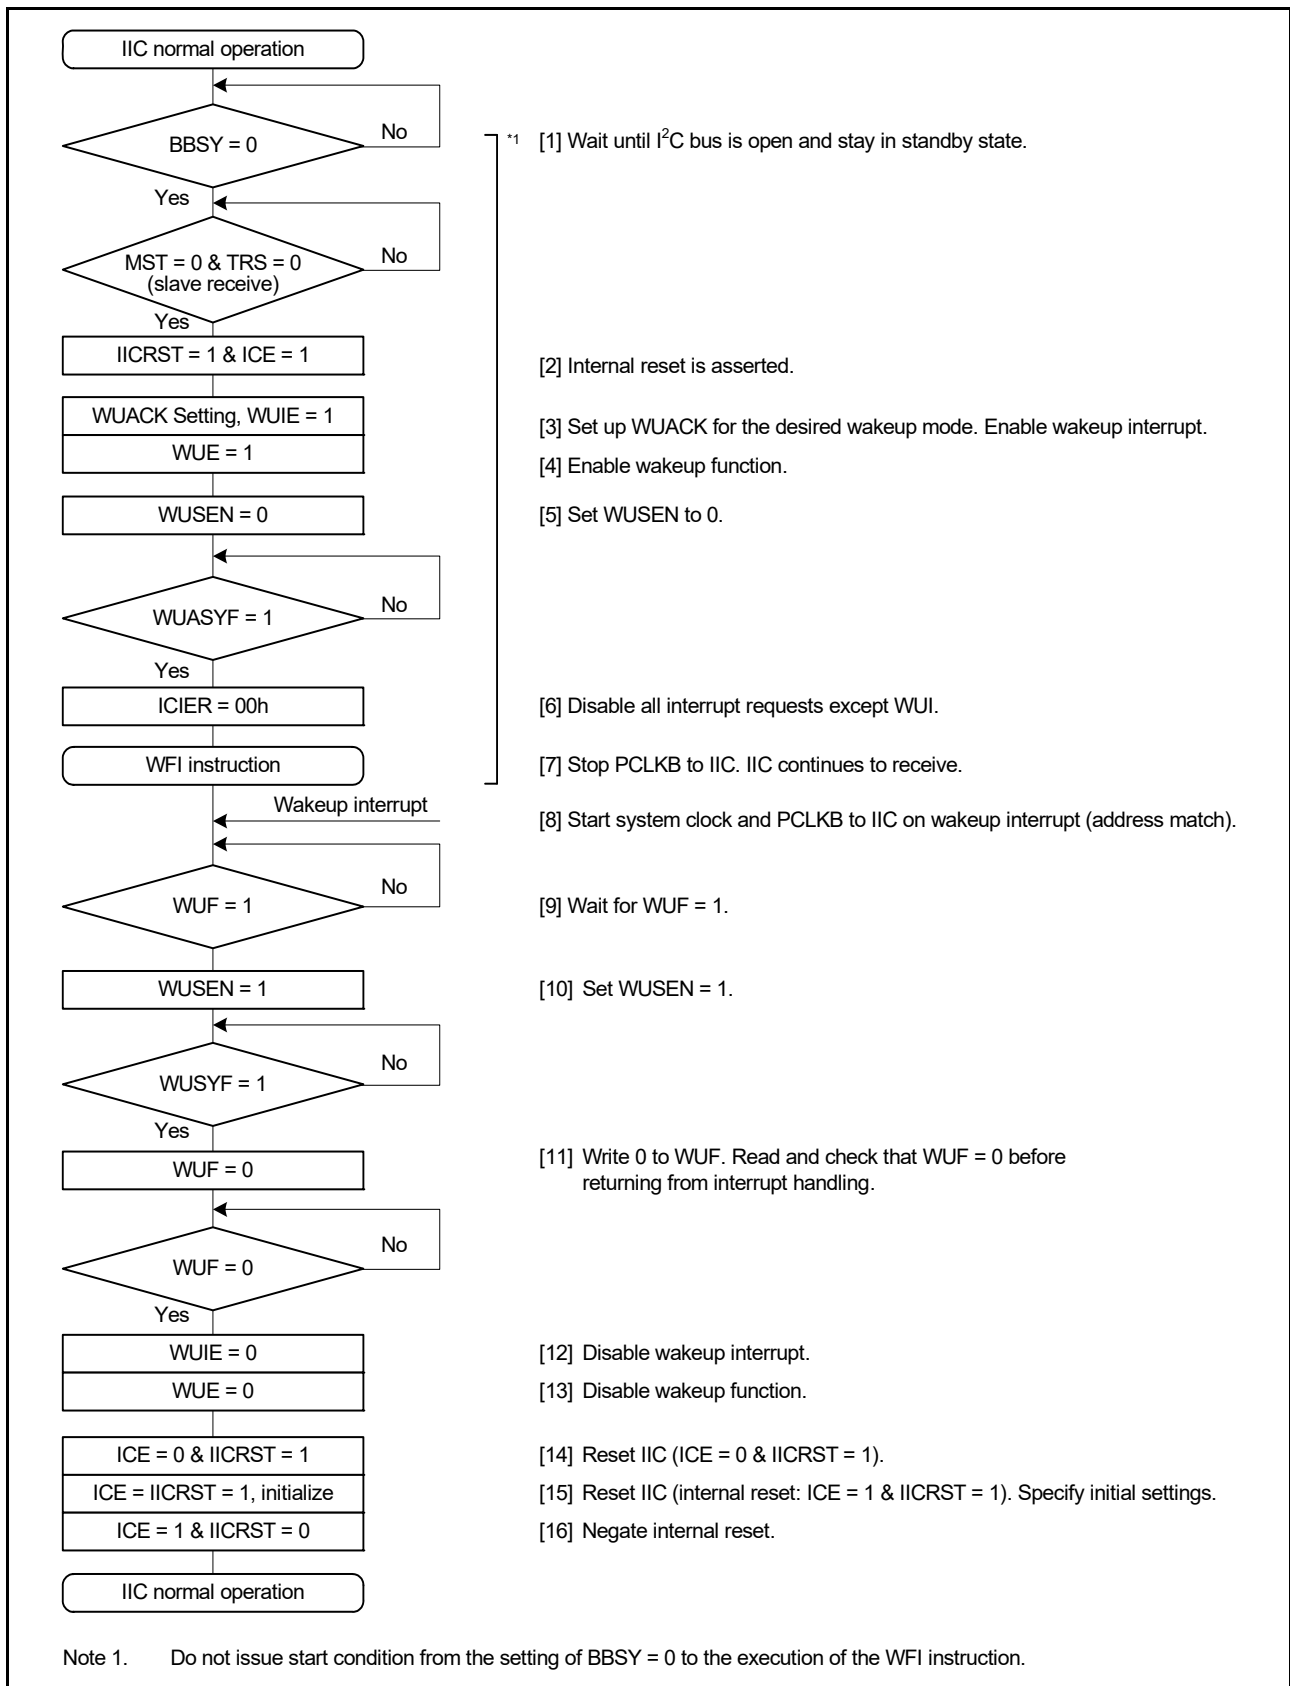 IIC normal operation
BBSY = 0
No
*1
[1] Wait until I²C bus is open and stay in standby state.
Yes
MST = 0 & TRS = 0
(slave receive)
No
Yes
IICRST = 1 & ICE = 1
[2] Internal reset is asserted.
WUACK Setting, WUIE = 1
[3] Set up WUACK for the desired wakeup mode. Enable wakeup interrupt.
WUE = 1
[4] Enable wakeup function.
WUSEN = 0
[5] Set WUSEN to 0.
WUASYF = 1
No
Yes
ICIER = 00h
[6] Disable all interrupt requests except WUI.
WFI instruction
[7] Stop PCLKB to IIC. IIC continues to receive.
Wakeup interrupt
[8] Start system clock and PCLKB to IIC on wakeup interrupt (address match).
WUF = 1
No
[9] Wait for WUF = 1.
WUSEN = 1
[10] Set WUSEN = 1.
WUSYF = 1
No
Yes
WUF = 0
[11] Write 0 to WUF. Read and check that WUF = 0 before
returning from interrupt handling.
WUF = 0
No
Yes
WUIE = 0
[12] Disable wakeup interrupt.
WUE = 0
[13] Disable wakeup function.
ICE = 0 & IICRST = 1
[14] Reset IIC (ICE = 0 & IICRST = 1).
ICE = IICRST = 1, initialize
[15] Reset IIC (internal reset: ICE = 1 & IICRST = 1). Specify initial settings.
ICE = 1 & IICRST = 0
[16] Negate internal reset.
IIC normal operation
Note 1. Do not issue start condition from the setting of BBSY = 0 to the execution of the WFI instruction.